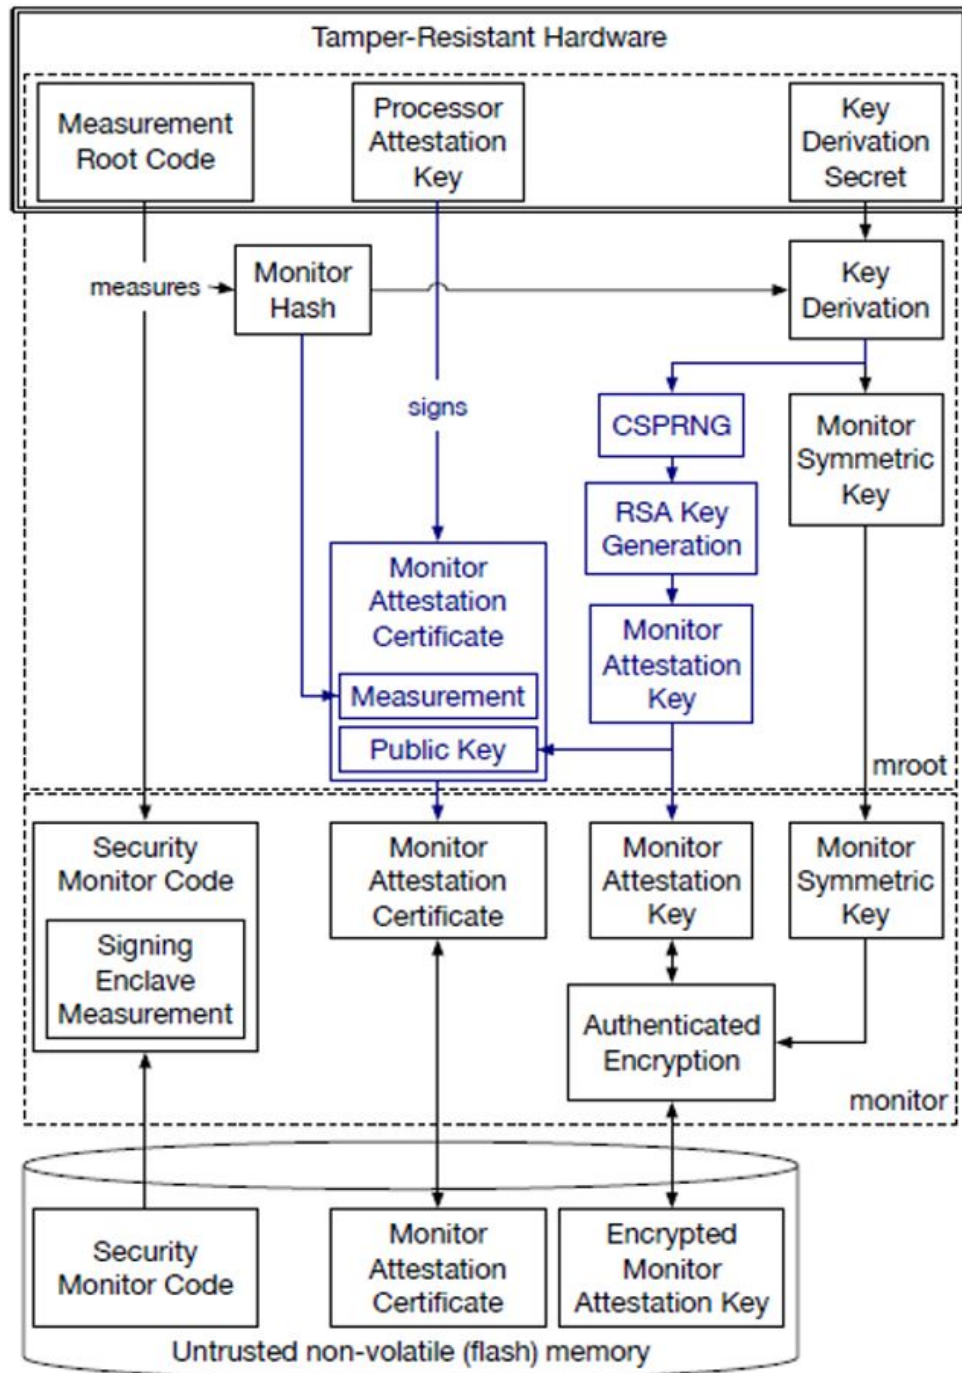 Tamper-Resistant Hardware
Measurement
Root Code
Processor
Attestation
Key
Key
Derivation
Secret
measures
Monitor
Hash
Key
Derivation
signs
CSPRNG
Monitor
Symmetric
Key
RSA Key
Generation
Monitor
Attestation
Certificate
Measurement
Public Key
Monitor
Attestation
Key
mroot
Security
Monitor Code
Signing
Enclave
Measurement
Monitor
Attestation
Certificate
Monitor
Attestation
Key
Monitor
Symmetric
Key
Authenticated
Encryption
monitor
Security
Monitor Code
Monitor
Attestation
Certificate
Encrypted
Monitor
Attestation Key
Untrusted non-volatile (flash) memory